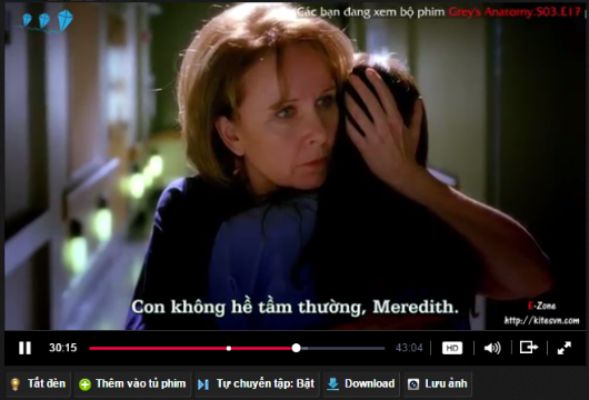 Các bạn đang xem bộ phim Grey's Anatomy.S03.E17
Con không hề tầm thường, Meredith.
E-Zone
http://kitesvn.com
30:15
43:04
HD
Tắt đèn
Thêm vào tủ phim
Tự chuyển tập: Bật
Download
Lưu ảnh